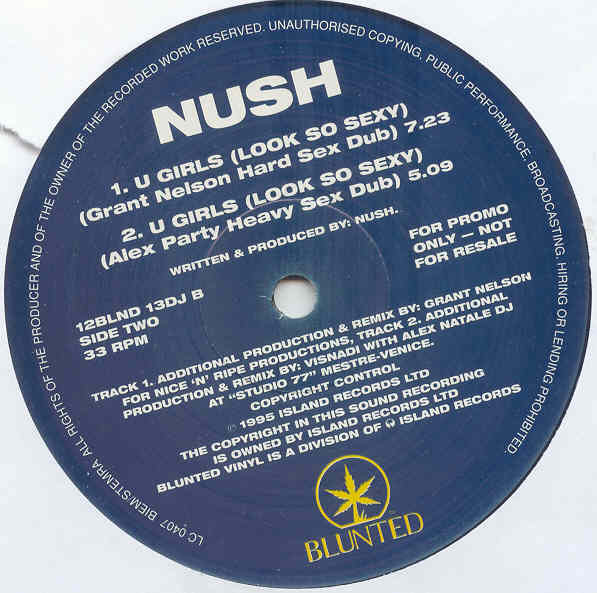 NUSH
1. U GIRLS (LOOK SO SEXY)
(Grant Nelson Hard Sex Dub) 7.23
2. U GIRLS (LOOK SO SEXY)
(Alex Party Heavy Sex Dub) 5.09
WRITTEN & PRODUCED BY: NUSH.
FOR PROMO
ONLY – NOT
FOR RESALE
12BLND 13DJ B
SIDE TWO
33 RPM
TRACK 1. ADDITIONAL PRODUCTION & REMIX BY: GRANT NELSON
FOR NICE 'N' RIPE PRODUCTIONS, TRACK 2. ADDITIONAL
PRODUCTION & REMIX BY: VISNADI WITH ALEX NATALE DJ
AT "STUDIO 77" MESTRE-VENICE.
COPYRIGHT CONTROL
℗ 1995 ISLAND RECORDS LTD
THE COPYRIGHT IN THIS SOUND RECORDING
IS OWNED BY ISLAND RECORDS LTD
BLUNTED VINYL IS A DIVISION OF ISLAND RECORDS
BLUNTED
LC 0407 BIEM/STEMRA ALL RIGHTS OF THE PRODUCER AND OF THE OWNER OF THE RECORDED WORK RESERVED. UNAUTHORISED COPYING, PUBLIC PERFORMANCE, BROADCASTING, HIRING OR LENDING PROHIBITED.